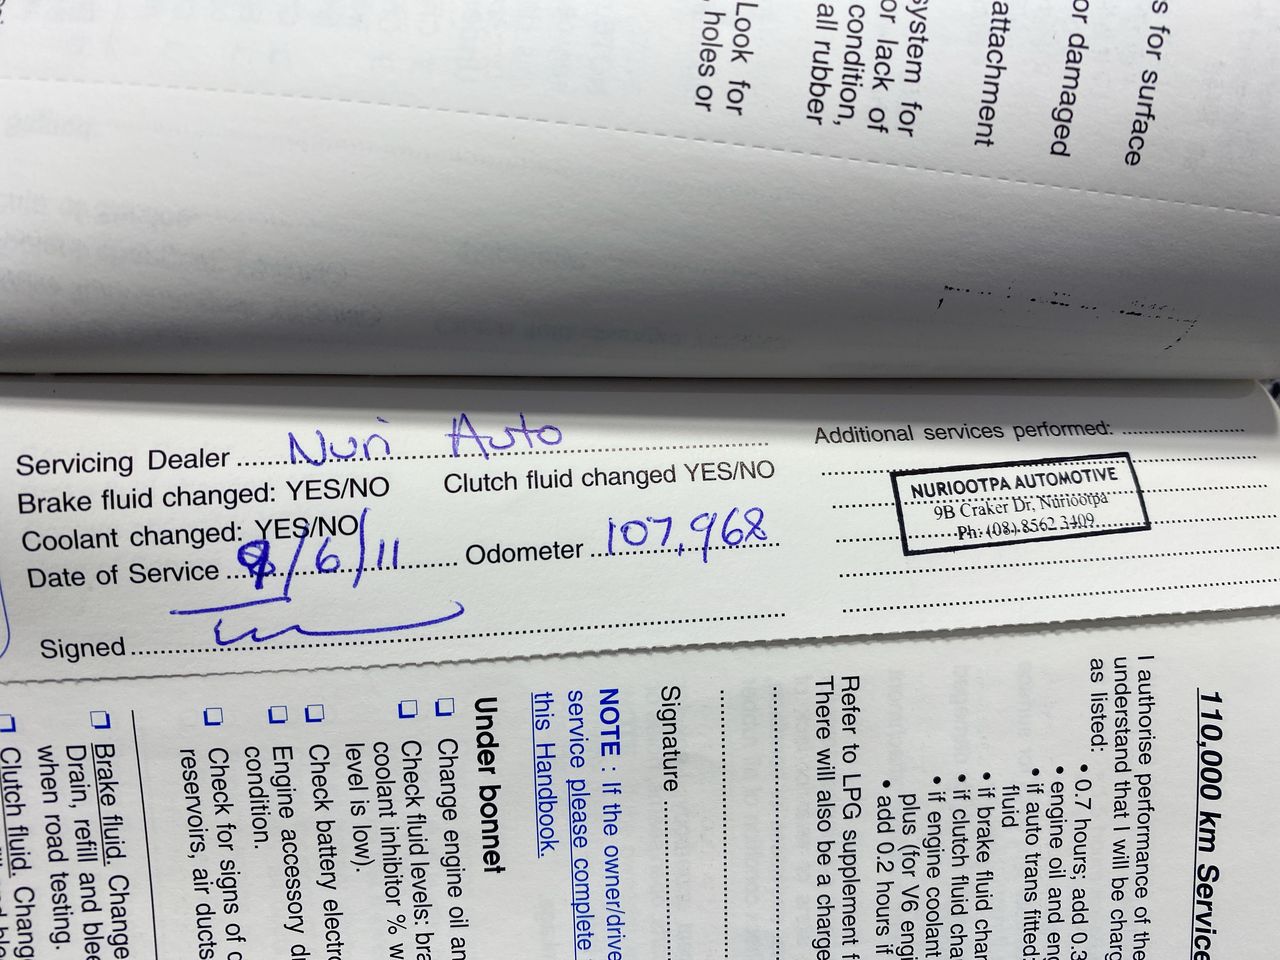 s for surface
or damaged
attachment
system for
or lack of
condition,
all rubber
Look for
, holes or
Servicing Dealer Nuri Auto
Brake fluid changed: YES/NO Clutch fluid changed YES/NO
Coolant changed: YES/NO
Date of Service 9/6/11 Odometer 107,968
Signed
Additional services performed:
NURIOOTPA AUTOMOTIVE
9B Craker Dr, Nuriootpa
Ph: (08) 8562 3409
110,000 km Service
I authorise performance of the
understand that I will be charg
as listed:
• 0.7 hours; add 0.3
• engine oil and eng
• if auto trans fitted:
fluid
• if brake fluid char
• if clutch fluid cha
• if engine coolant
plus (for V6 engi
• add 0.2 hours if
Refer to LPG supplement f
There will also be a charge
Signature
NOTE : If the owner/drive
service please complete
this Handbook.
Under bonnet
❑ Change engine oil an
❑ Check fluid levels: bra
coolant inhibitor % w
level is low).
❑ Check battery electro
❑ Engine accessory dr
condition.
❑ Check for signs of c
reservoirs, air ducts
❑ Brake fluid. Change
Drain, refill and blee
when road testing.
❑ Clutch fluid. Chang